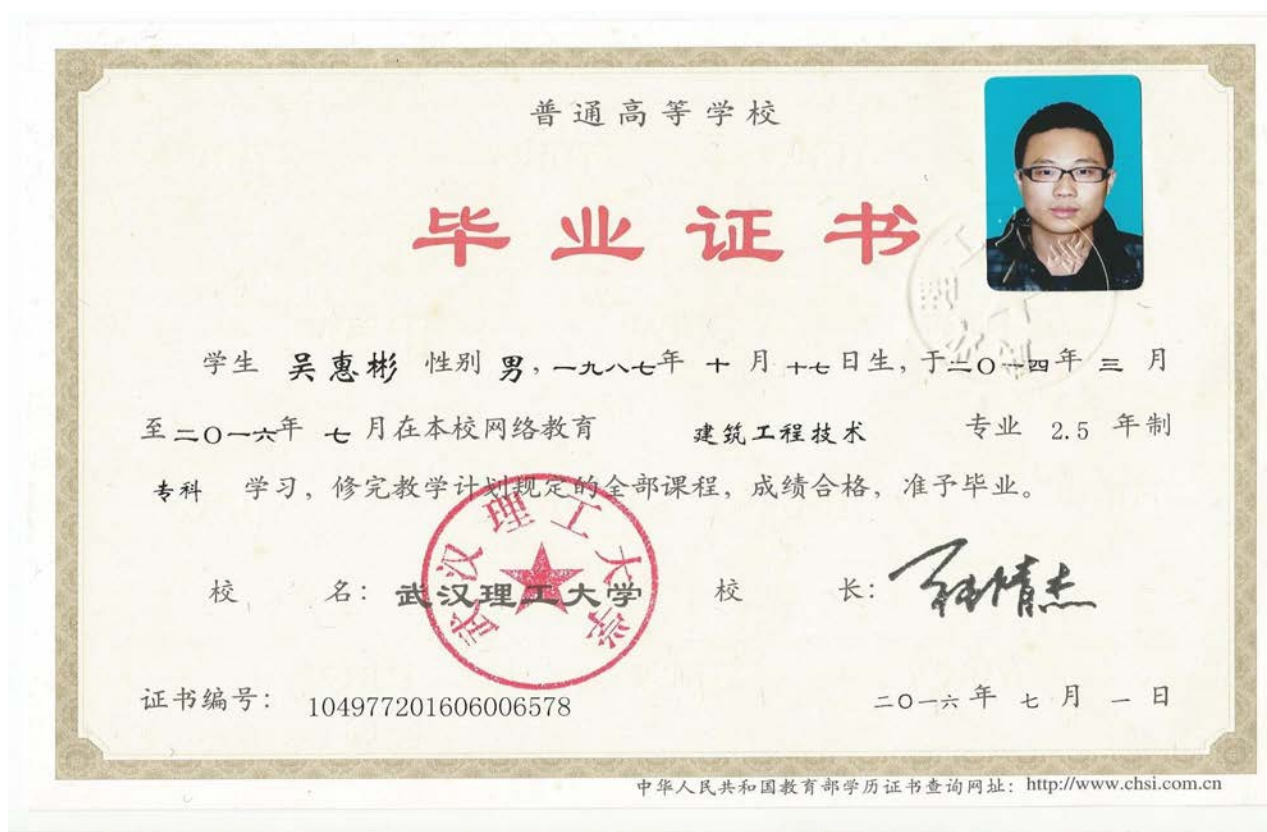 普通高等学校
毕业证书
学生 吴惠彬 性别 男，一九八七年 十 月 十七 日生，于二〇一四年 三 月
至二〇一六年 七 月在本校网络教育 建筑工程技术 专业 2.5 年制
专科 学习，修完教学计划规定的全部课程，成绩合格，准予毕业。
武汉理工大学
校 名：武汉理工大学 校 长：
证书编号： 104977201606006578 二〇一六 年 七 月 一 日
中华人民共和国教育部学历证书查询网址：http://www.chsi.com.cn